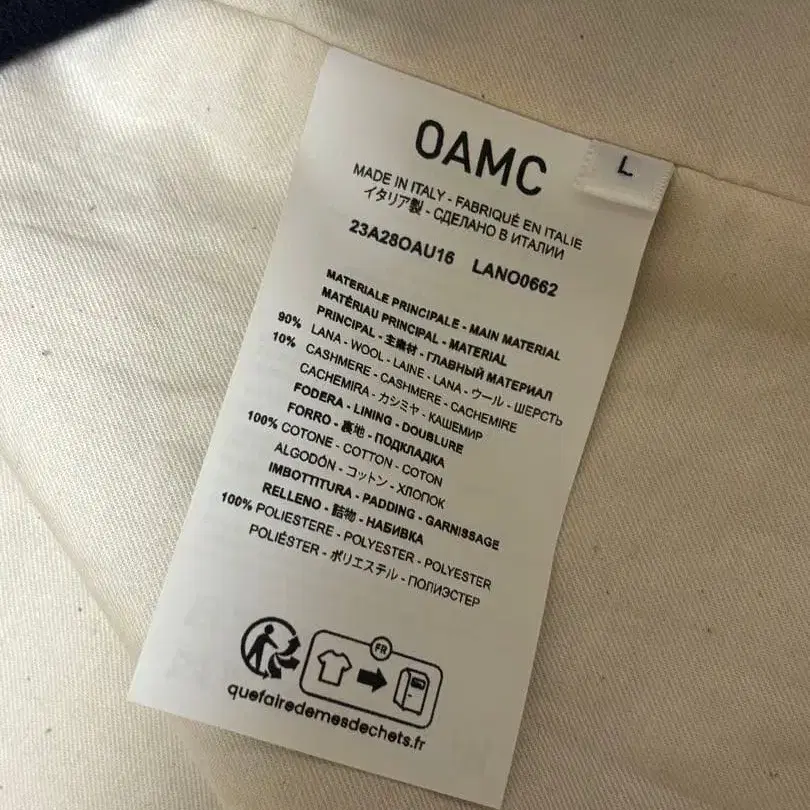 OAMC
L
MADE IN ITALY - FABRIQUÉ EN ITALIE
イタリア製 - СДЕЛАНО В ИТАЛИИ
23A28OAU16 LANO0662
MATERIALE PRINCIPALE - MAIN MATERIAL
MATÉRIAU PRINCIPAL - MATERIAL
PRINCIPAL - 主素材 - ГЛАВНЫЙ МАТЕРИАЛ
90% LANA - WOOL - LAINE - LANA - ウール - ШЕРСТЬ
10% CASHMERE - CASHMERE - CACHEMIRE
CACHEMIRA - カシミヤ - КАШЕМИР
FODERA - LINING - DOUBLURE
FORRO - 裏地 - ПОДКЛАДКА
100% COTONE - COTTON - COTON
ALGODÓN - コットン - ХЛОПОК
IMBOTTITURA - PADDING - GARNISSAGE
RELLENO - 詰物 - НАБИВКА
100% POLIESTERE - POLYESTER - POLYESTER
POLIÉSTER - ポリエステル - ПОЛИЭСТЕР
FR
quefairedemesdechets.fr